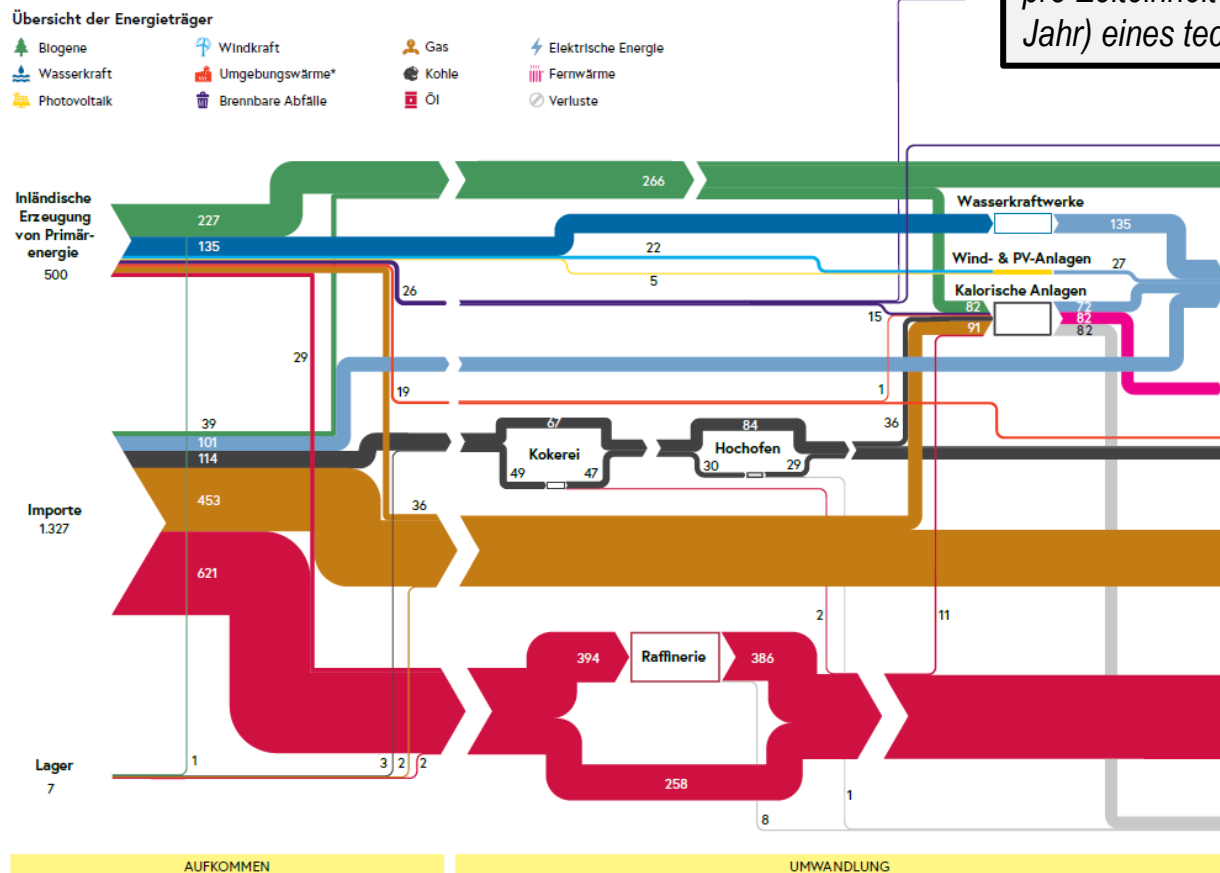 pro Zeiteinheit
Jahr) eines tec
Übersicht der Energieträger
Biogene
Windkraft
Gas
Elektrische Energie
Wasserkraft
Umgebungswärme*
Kohle
Fernwärme
Photovoltaik
Brennbare Abfälle
Öl
Verluste
Inländische
Erzeugung
von Primär-
energie
500
227
135
266
22
5
26
29
19
Wasserkraftwerke
135
Wind- & PV-Anlagen
27
Kalorische Anlagen
82
72
15
91
82
82
1
36
39
101
114
67
Kokerei
49
47
84
Hochofen
30
29
Importe
1.327
453
36
621
2
11
394
Raffinerie
386
258
1
8
Lager
7
1
3
2
2
AUFKOMMEN
UMWANDLUNG